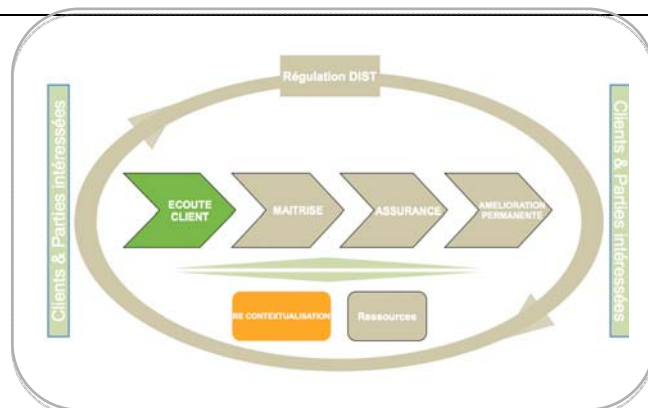 Régulation DIST
Clients & Parties intéressées
ECOUTE
CLIENT
MAITRISE
ASSURANCE
AMELIORATION
PERMANENTE
Clients & Parties intéressées
RE CONTEXTUALISATION
Ressources